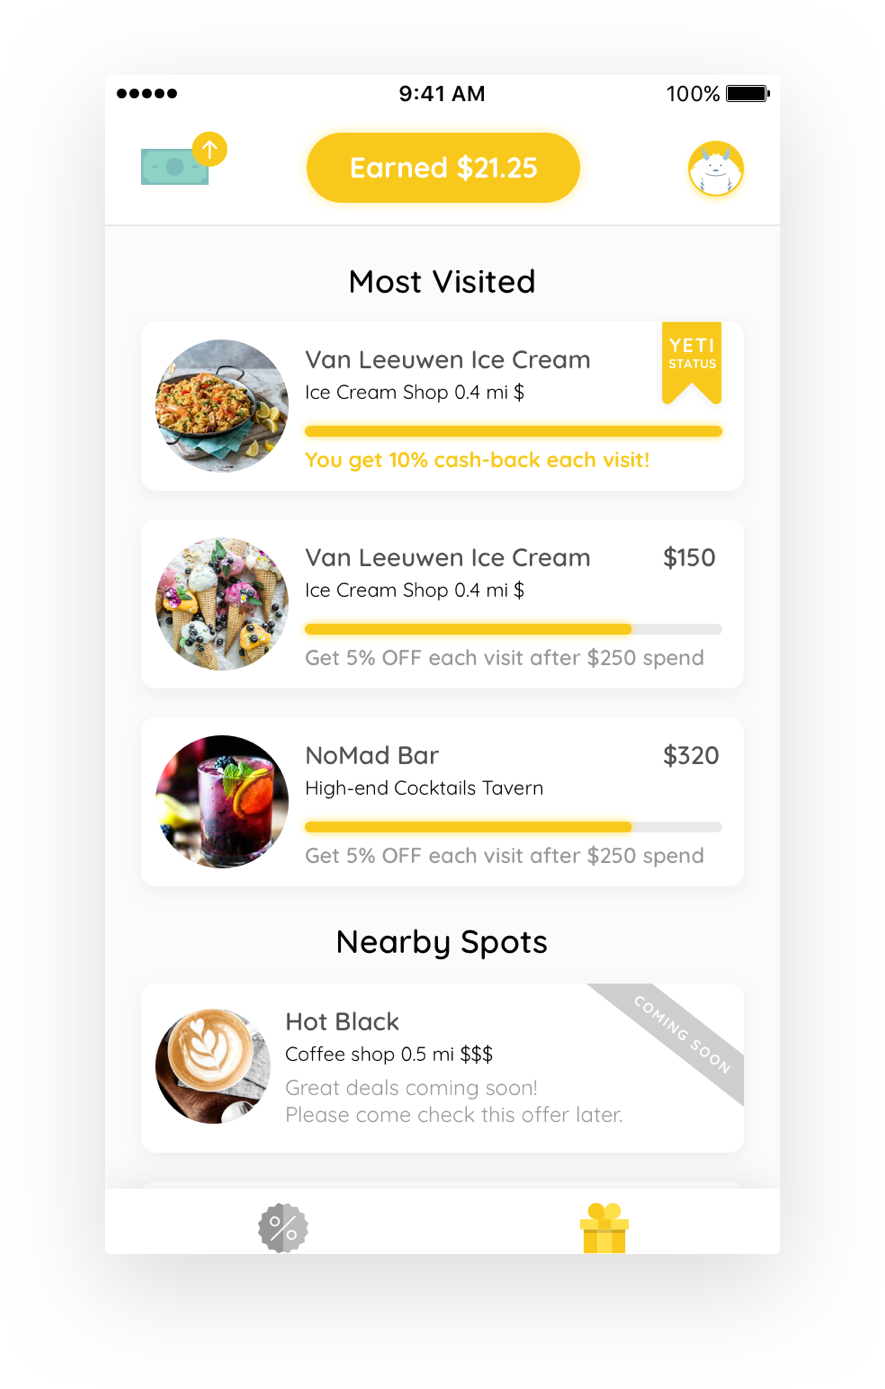 9:41 AM
100%
Earned $21.25
Most Visited
Van Leeuwen Ice Cream
YETI
STATUS
Ice Cream Shop 0.4 mi $
You get 10% cash-back each visit!
Van Leeuwen Ice Cream
$150
Ice Cream Shop 0.4 mi $
Get 5% OFF each visit after $250 spend
NoMad Bar
$320
High-end Cocktails Tavern
Get 5% OFF each visit after $250 spend
Nearby Spots
Hot Black
COMING SOON
Coffee shop 0.5 mi $$$
Great deals coming soon!
Please come check this offer later.